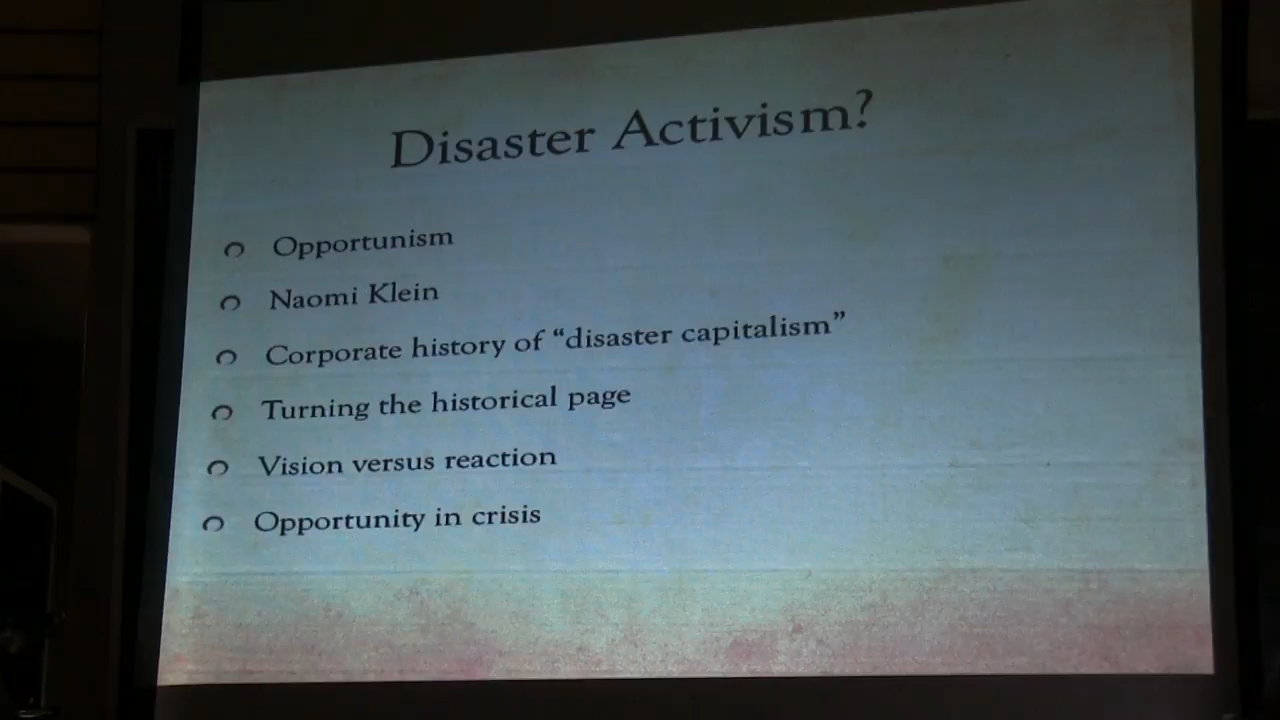 Disaster Activism?
Opportunism
Naomi Klein
Corporate history of “disaster capitalism”
Turning the historical page
Vision versus reaction
Opportunity in crisis